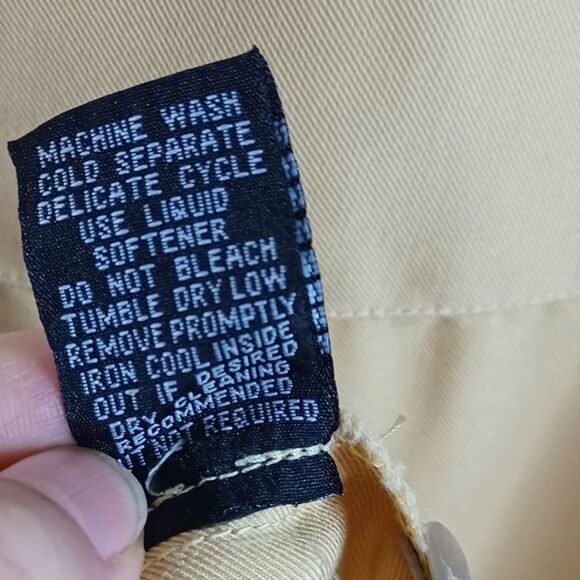 MACHINE WASH
COLD SEPARATE
DELICATE CYCLE
USE LIQUID
SOFTENER
DO NOT BLEACH
TUMBLE DRY LOW
REMOVE PROMPTLY
IRON COOL INSIDE
OUT IF DESIRED
DRY CLEANING
RECOMMENDED
NOT REQUIRED